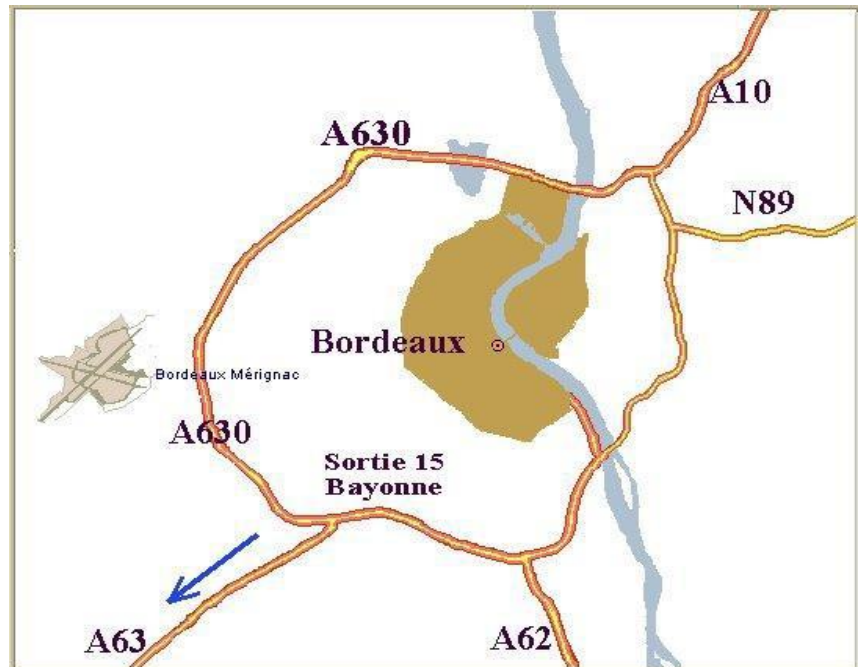 A10
A630
N89
Bordeaux
Bordeaux Mérignac
A630
Sortie 15
Bayonne
A63
A62